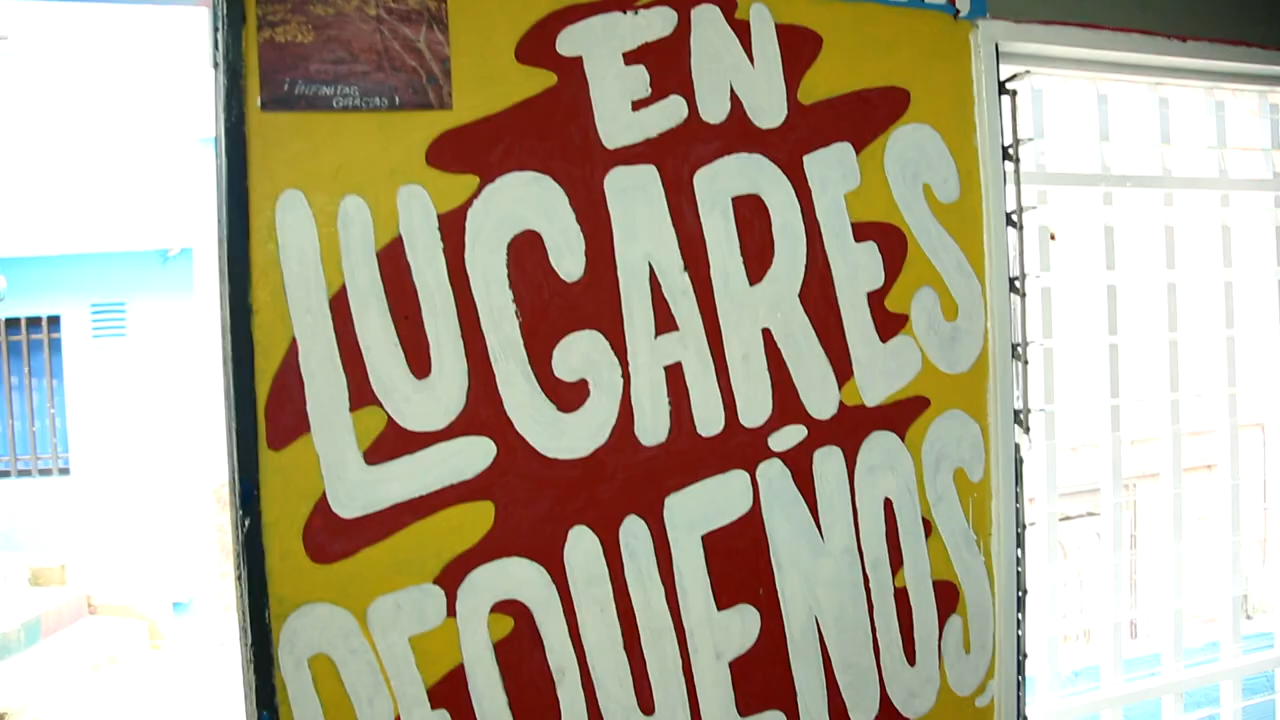 ¡ INFINITAS
GRACIAS !
EN
LUGARES
PEQUEÑOS